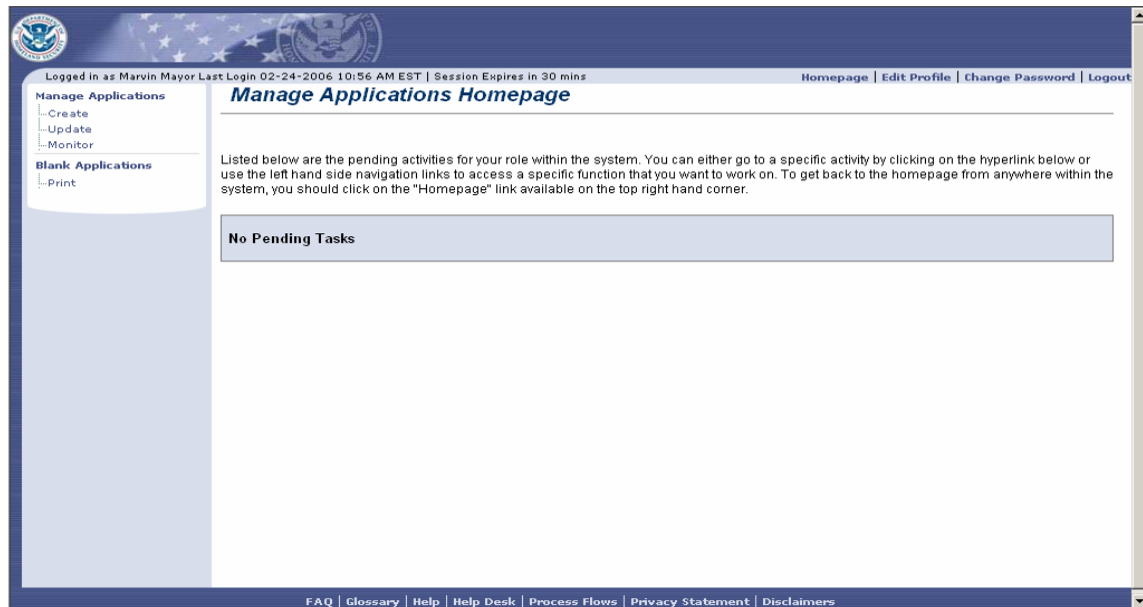 Logged in as Marvin Mayor Last Login 02-24-2006 10:56 AM EST | Session Expires in 30 mins
Homepage | Edit Profile | Change Password | Logout
Manage Applications
Create
Update
Monitor
Blank Applications
Print
Manage Applications Homepage
Listed below are the pending activities for your role within the system. You can either go to a specific activity by clicking on the hyperlink below or
use the left hand side navigation links to access a specific function that you want to work on. To get back to the homepage from anywhere within the
system, you should click on the "Homepage" link available on the top right hand corner.
No Pending Tasks
FAQ | Glossary | Help | Help Desk | Process Flows | Privacy Statement | Disclaimers